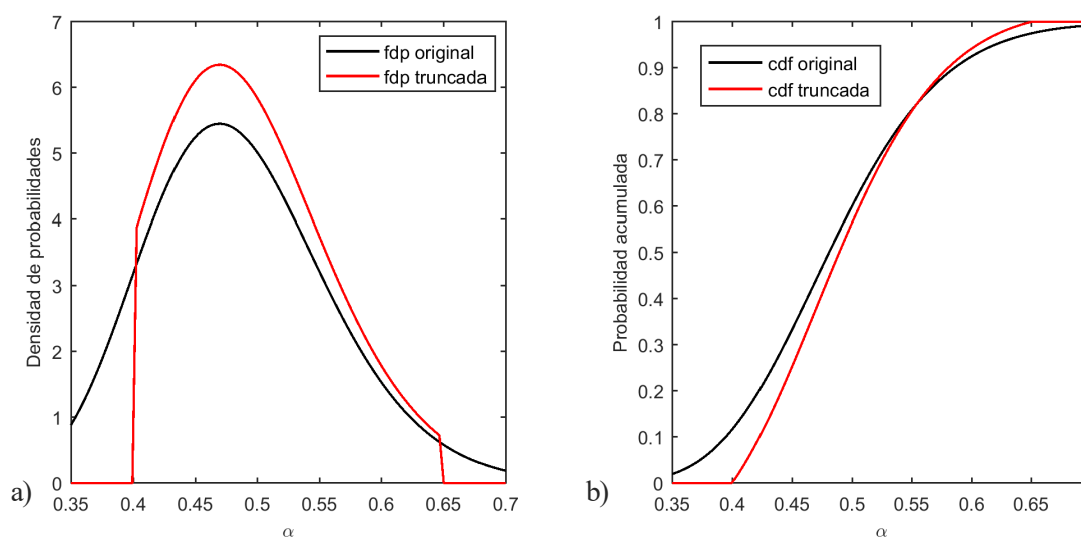 7
6
5
4
3
2
1
0
Densidad de probabilidades
fdp original
fdp truncada
a)
0.35 0.4 0.45 0.5 0.55 0.6 0.65 0.7
α
1
0.9
0.8
0.7
0.6
0.5
0.4
0.3
0.2
0.1
0
Probabilidad acumulada
cdf original
cdf truncada
b)
0.35 0.4 0.45 0.5 0.55 0.6 0.65
α